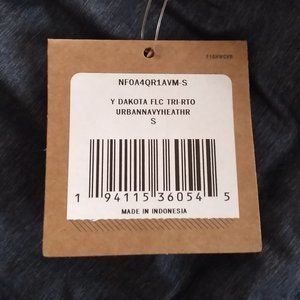 NF0A4QR1AVM-S
Y DAKOTA FLC TRI-RTO
URBANNAVYHEATHR
S
1 94115 36054 5
MADE IN INDONESIA